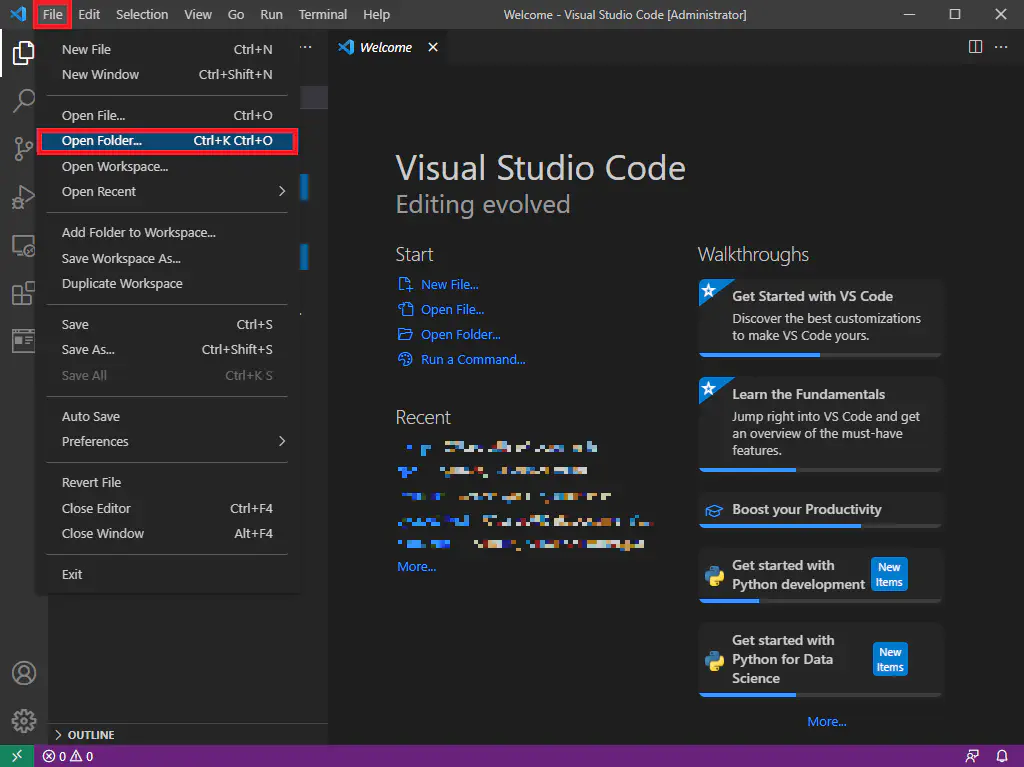 File Edit Selection View Go Run Terminal Help Welcome - Visual Studio Code [Administrator]
New File Ctrl+N
New Window Ctrl+Shift+N
Open File... Ctrl+O
Open Folder... Ctrl+K Ctrl+O
Open Workspace...
Open Recent
Add Folder to Workspace...
Save Workspace As...
Duplicate Workspace
Save Ctrl+S
Save As... Ctrl+Shift+S
Save All Ctrl+K S
Auto Save
Preferences
Revert File
Close Editor Ctrl+F4
Close Window Alt+F4
Exit
OUTLINE
Welcome
Visual Studio Code
Editing evolved
Start
New File...
Open File...
Open Folder...
Run a Command...
Recent
More...
Walkthroughs
Get Started with VS Code
Discover the best customizations
to make VS Code yours.
Learn the Fundamentals
Jump right into VS Code and get
an overview of the must-have
features.
Boost your Productivity
Get started with
Python development
New
Items
Get started with
Python for Data
Science
New
Items
More...
0 0